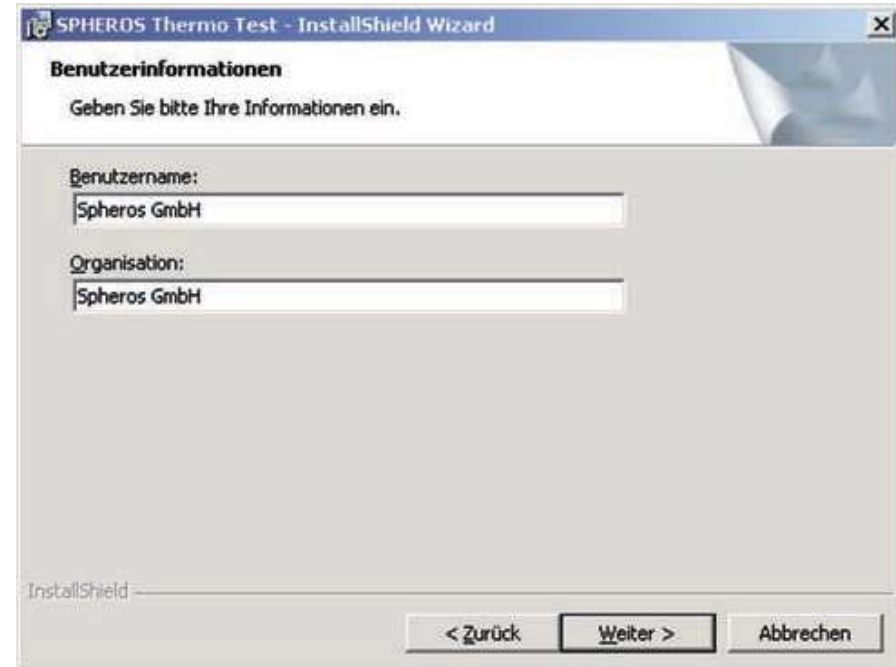 SPHEROS Thermo Test - InstallShield Wizard
Benutzerinformationen
Geben Sie bitte Ihre Informationen ein.
Benutzername:
Spheros GmbH
Organisation:
Spheros GmbH
InstallShield
< Zurück
Weiter >
Abbrechen